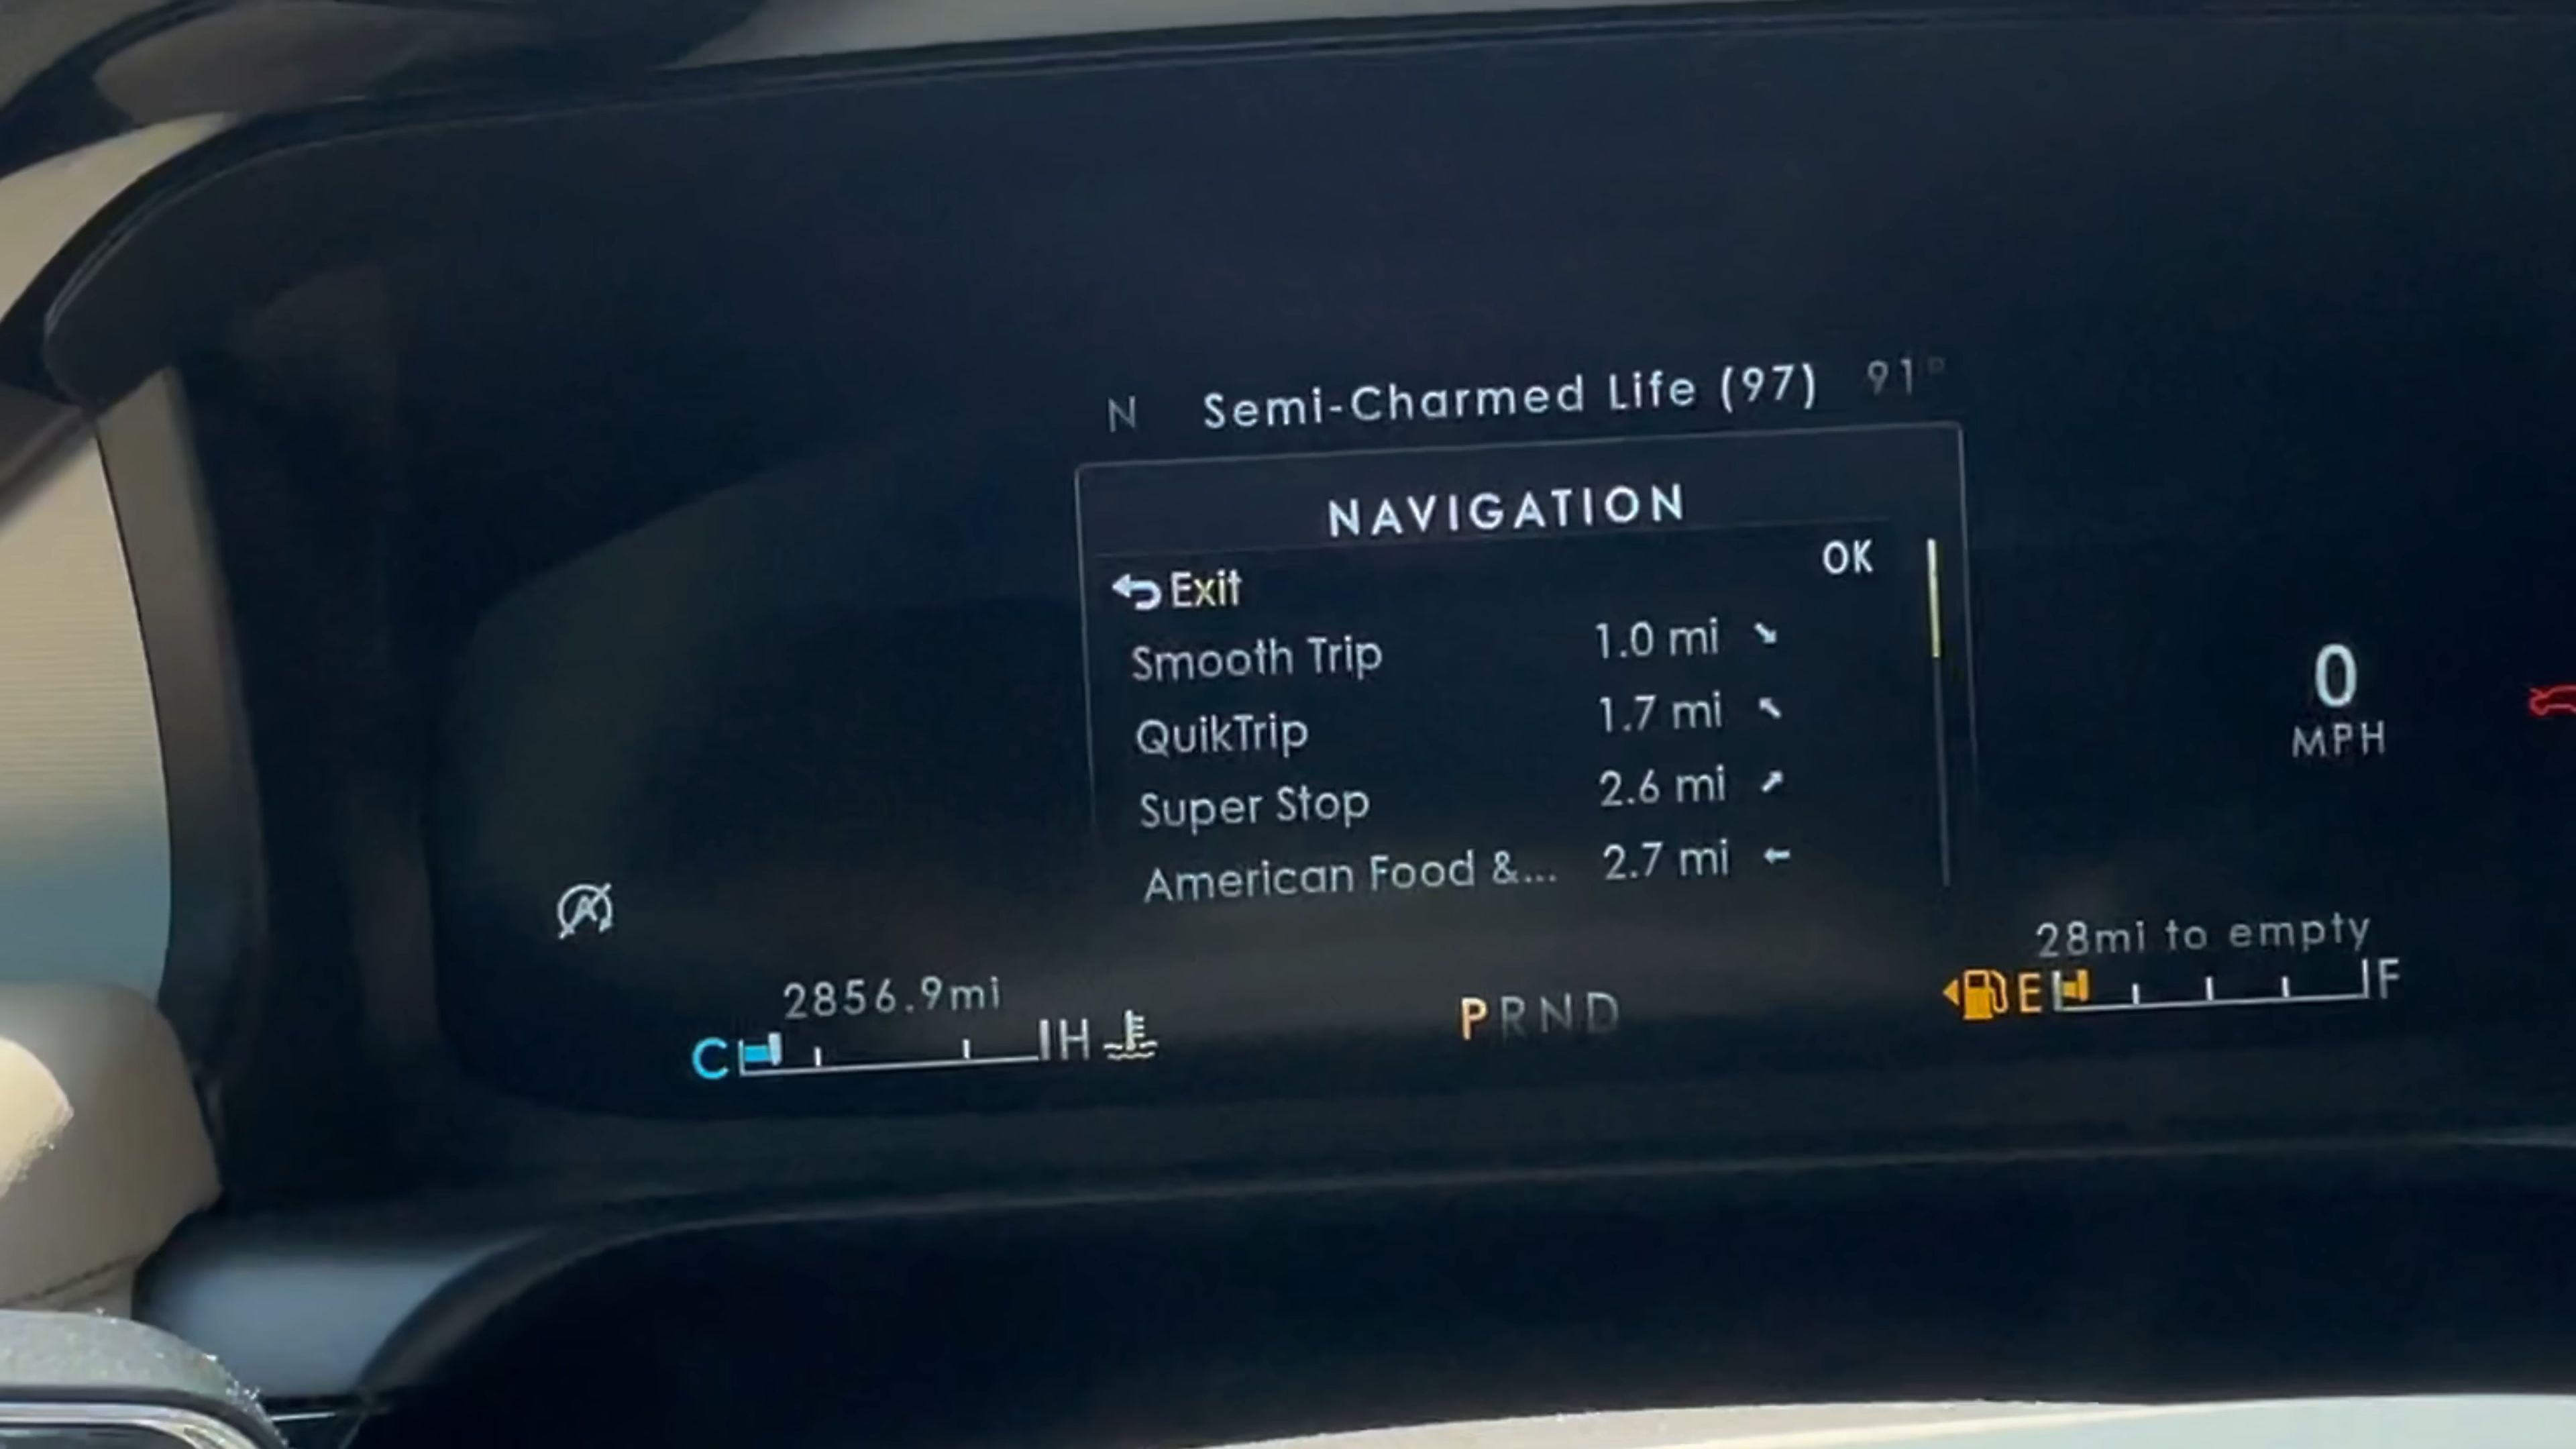 N Semi-Charmed Life (97) 91°
NAVIGATION
Exit OK
Smooth Trip 1.0 mi
QuikTrip 1.7 mi
Super Stop 2.6 mi
American Food &... 2.7 mi
0
MPH
A
28mi to empty
2856.9mi
E F
C H
PRND